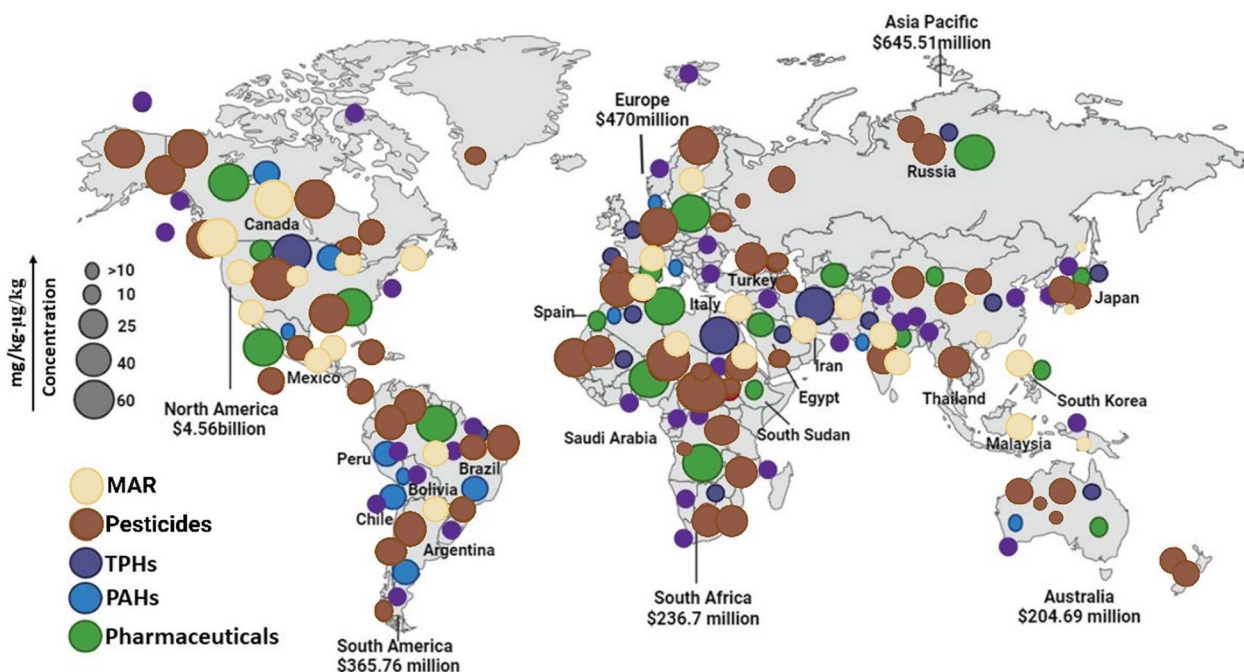 Asia Pacific
$645.51million
Europe
$470million
Russia
Canada
mg/kg-µg/kg
Concentration
>10
10
25
40
60
Turkey
Italy
Spain
Japan
Mexico
Iran
Egypt
Thailand
South Korea
North America
$4.56billion
Saudi Arabia
South Sudan
Malaysia
Peru
Brazil
Bolivia
Chile
Argentina
MAR
Pesticides
TPHs
PAHs
Pharmaceuticals
South Africa
$236.7 million
Australia
$204.69 million
South America
$365.76 million